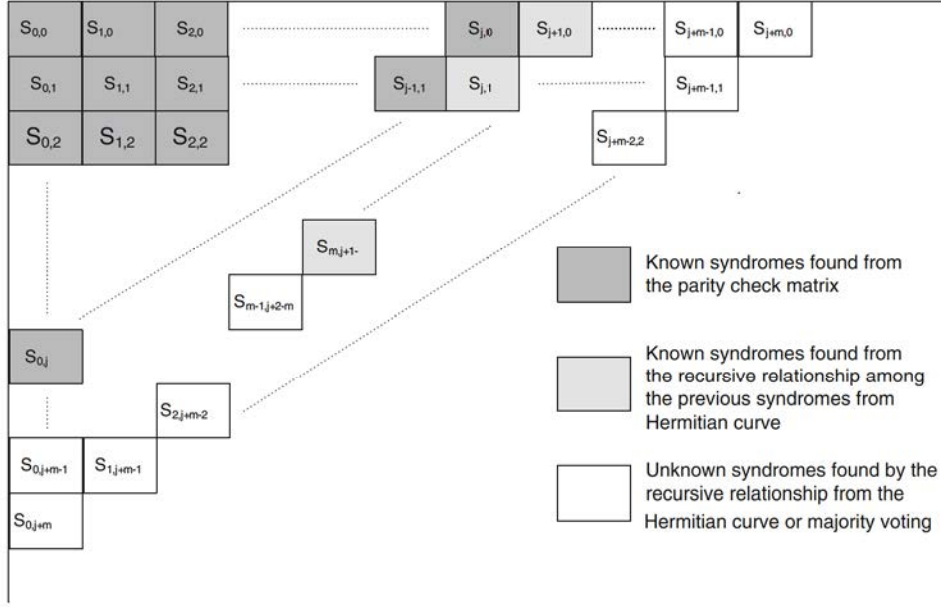 S0,0 S1,0 S2,0 Sj,0 Sj+1,0 Sj+m-1,0 Sj+m,0
S0,1 S1,1 S2,1 Sj-1,1 Sj,1 Sj+m-1,1
S0,2 S1,2 S2,2 Sj+m-2,2
Sm,j+1-
Sm-1,j+2-m
S0,j
S2,j+m-2
S0,j+m-1 S1,j+m-1
S0,j+m
Known syndromes found from
the parity check matrix
Known syndromes found from
the recursive relationship among
the previous syndromes from
Hermitian curve
Unknown syndromes found by the
recursive relationship from the
Hermitian curve or majority voting